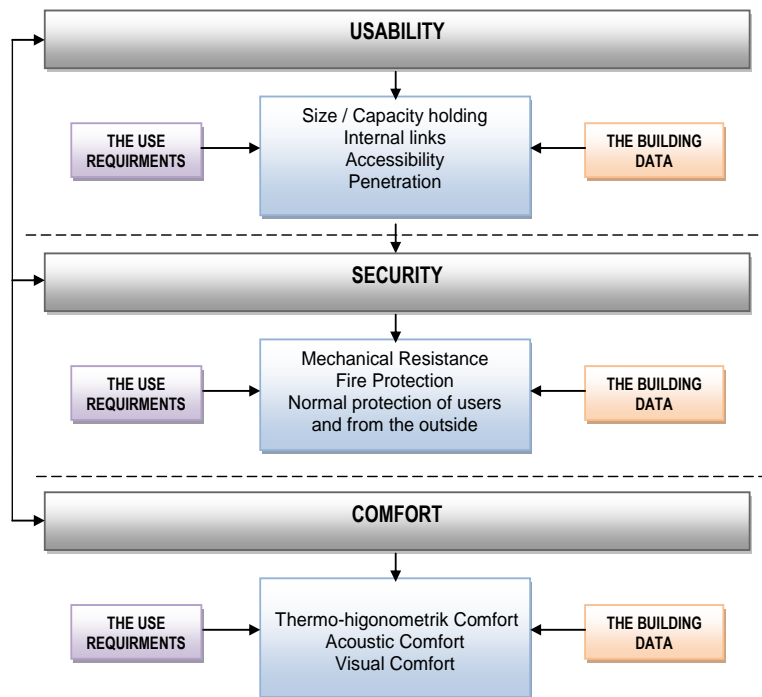 USABILITY
THE USE
REQUIRMENTS
Size / Capacity holding
Internal links
Accessibility
Penetration
THE BUILDING
DATA
SECURITY
THE USE
REQUIRMENTS
Mechanical Resistance
Fire Protection
Normal protection of users
and from the outside
THE BUILDING
DATA
COMFORT
THE USE
REQUIRMENTS
Thermo-higonometrik Comfort
Acoustic Comfort
Visual Comfort
THE BUILDING
DATA